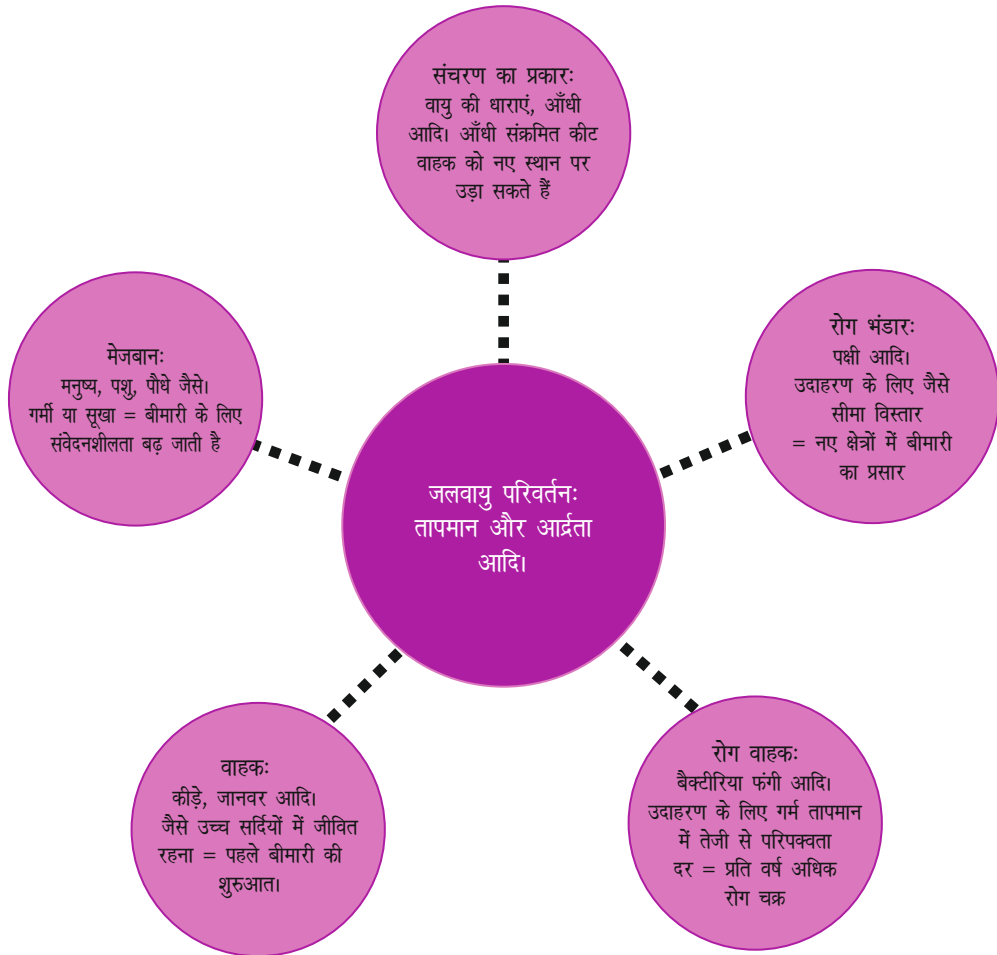 संचरण का प्रकारः
वायु की धाराएं, आँधी
आदि। आँधी संक्रमित कीट
वाहक को नए स्थान पर
उड़ा सकते हैं
मेजबानः
मनुष्य, पशु, पौधे जैसे।
गर्मी या सूखा = बीमारी के लिए
संवेदनशीलता बढ़ जाती है
रोग भंडारः
पक्षी आदि।
उदाहरण के लिए जैसे
सीमा विस्तार
= नए क्षेत्रों में बीमारी
का प्रसार
जलवायु परिवर्तनः
तापमान और आर्द्रता
आदि।
वाहकः
कीड़े, जानवर आदि।
जैसे उच्च सर्दियों में जीवित
रहना = पहले बीमारी की
शुरुआत।
रोग वाहकः
बैक्टीरिया फंगी आदि।
उदाहरण के लिए गर्म तापमान
में तेजी से परिपक्वता
दर = प्रति वर्ष अधिक
रोग चक्र